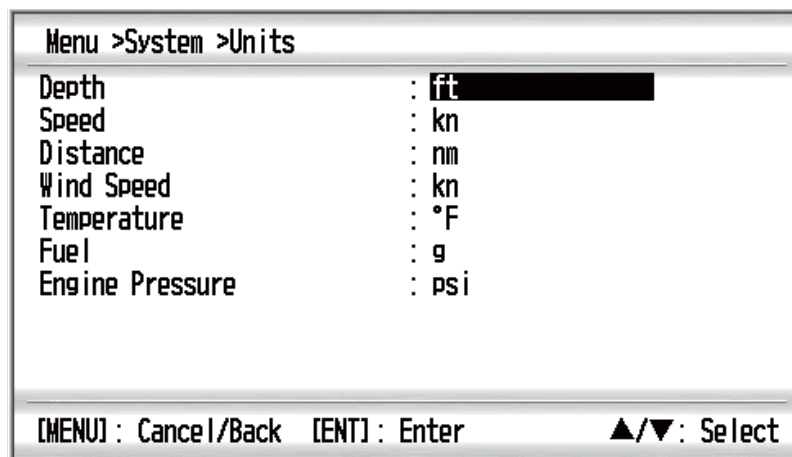 Menu >System >Units
Depth : ft
Speed : kn
Distance : nm
Wind Speed : kn
Temperature : °F
Fuel : g
Engine Pressure : psi
[MENU] : Cancel/Back [ENT] : Enter ▲/▼: Select